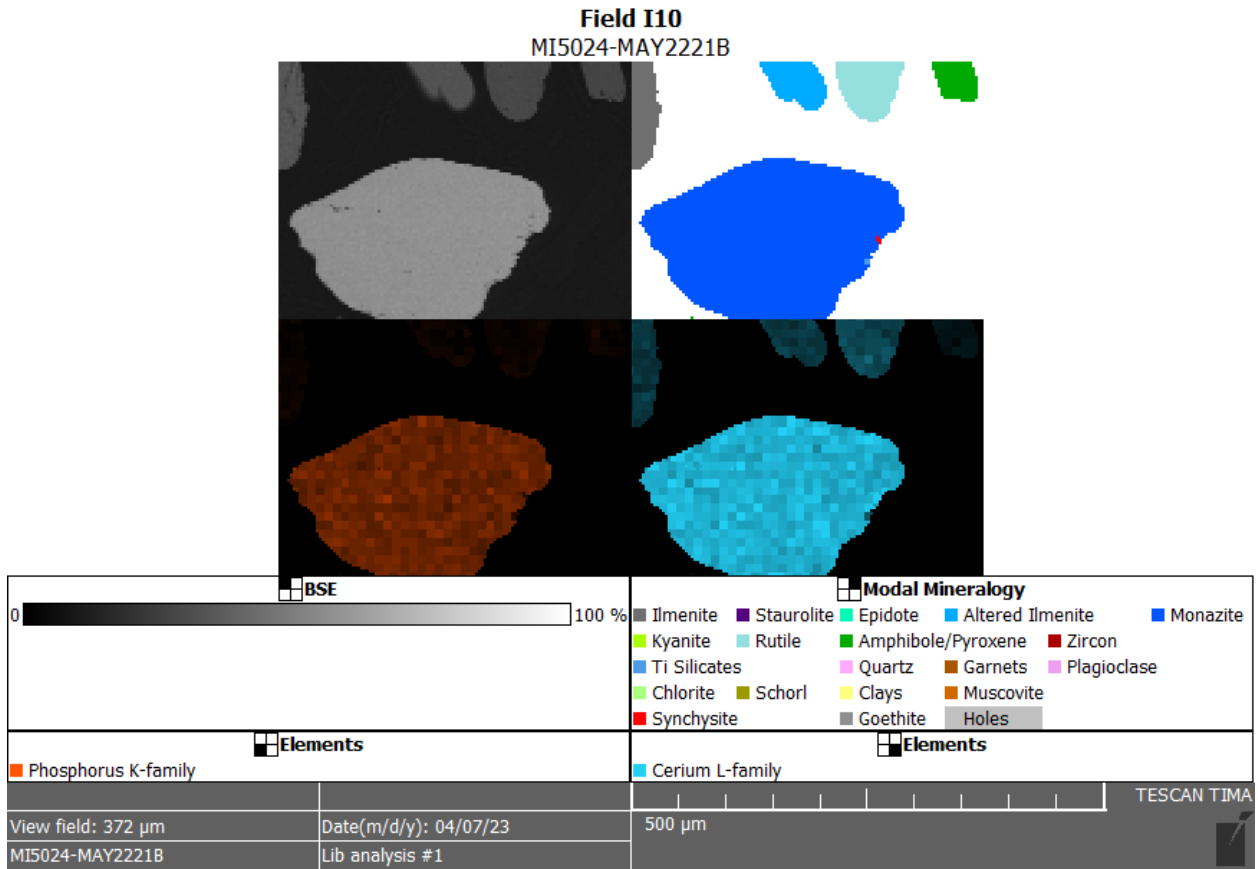 Field I10
MI5024-MAY2221B
BSE
0 100 %
Modal Mineralogy
Ilmenite Staurolite Epidote Altered Ilmenite Monazite
Kyanite Rutile Amphibole/Pyroxene Zircon
Ti Silicates Quartz Garnets Plagioclase
Chlorite Schorl Clays Muscovite
Synchysite Goethite Holes
Elements
Phosphorus K-family
Elements
Cerium L-family
TESCAN TIMA
View field: 372 µm Date(m/d/y): 04/07/23 500 µm
MI5024-MAY2221B Lib analysis #1